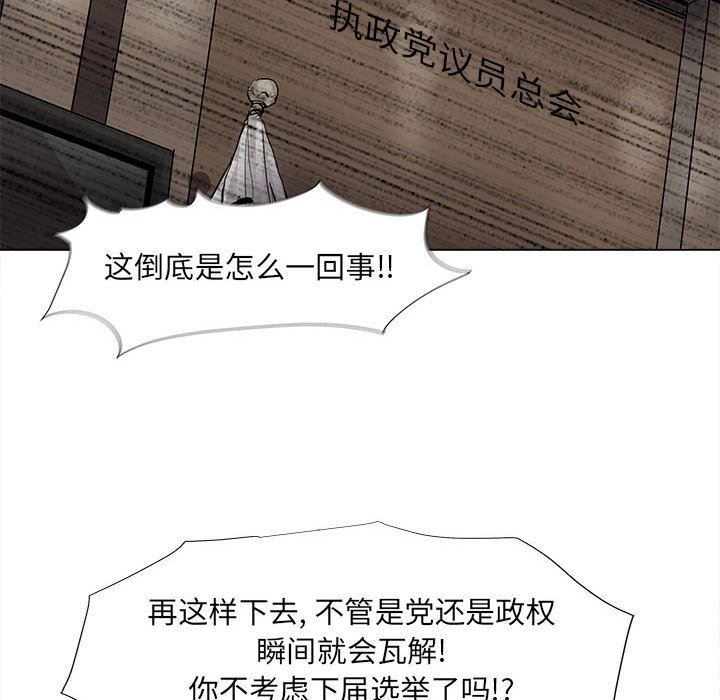 执政党议员总会
这倒底是怎么一回事!!
再这样下去, 不管是党还是政权
瞬间就会瓦解!
你不考虑下届选举了吗!?